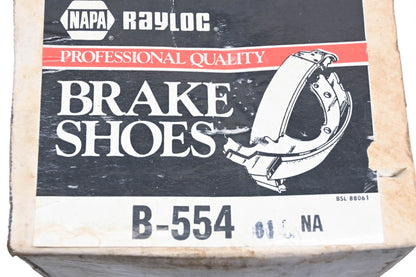 NAPA RAYLOC
PROFESSIONAL QUALITY
BRAKE
SHOES
BSL 88061
B-554 NA